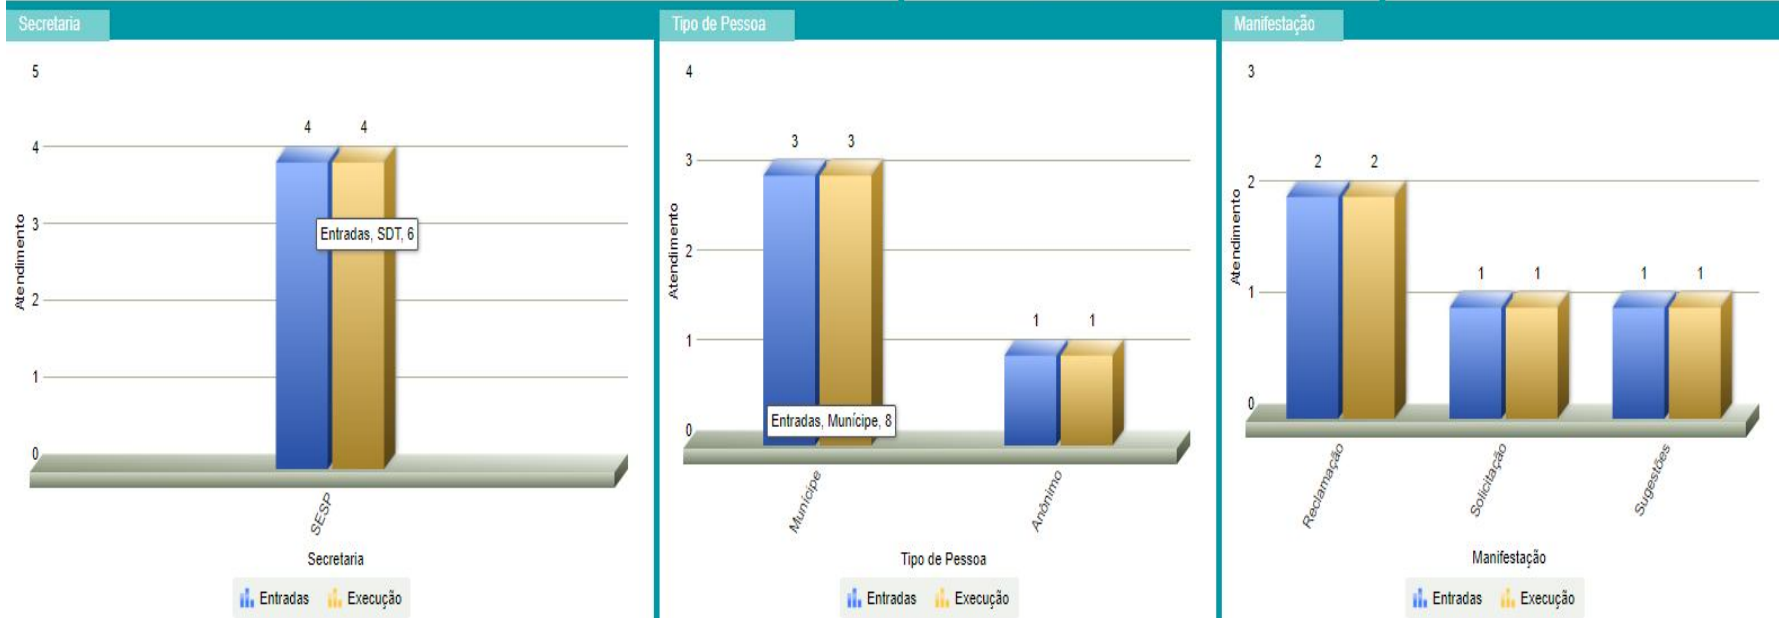 Secretaria
5
4
3
2
1
0
Atendimento
4 4
Entradas, SDT, 6
SESP
Secretaria
Entradas Execução
Tipo de Pessoa
4
3
2
1
0
Atendimento
3 3
1 1
Entradas, Munícipe, 8
Munícipe
Anônimo
Tipo de Pessoa
Entradas Execução
Manifestação
3
2
1
0
Atendimento
2 2
1 1
1 1
Reclamação
Solicitação
Sugestões
Manifestação
Entradas Execução